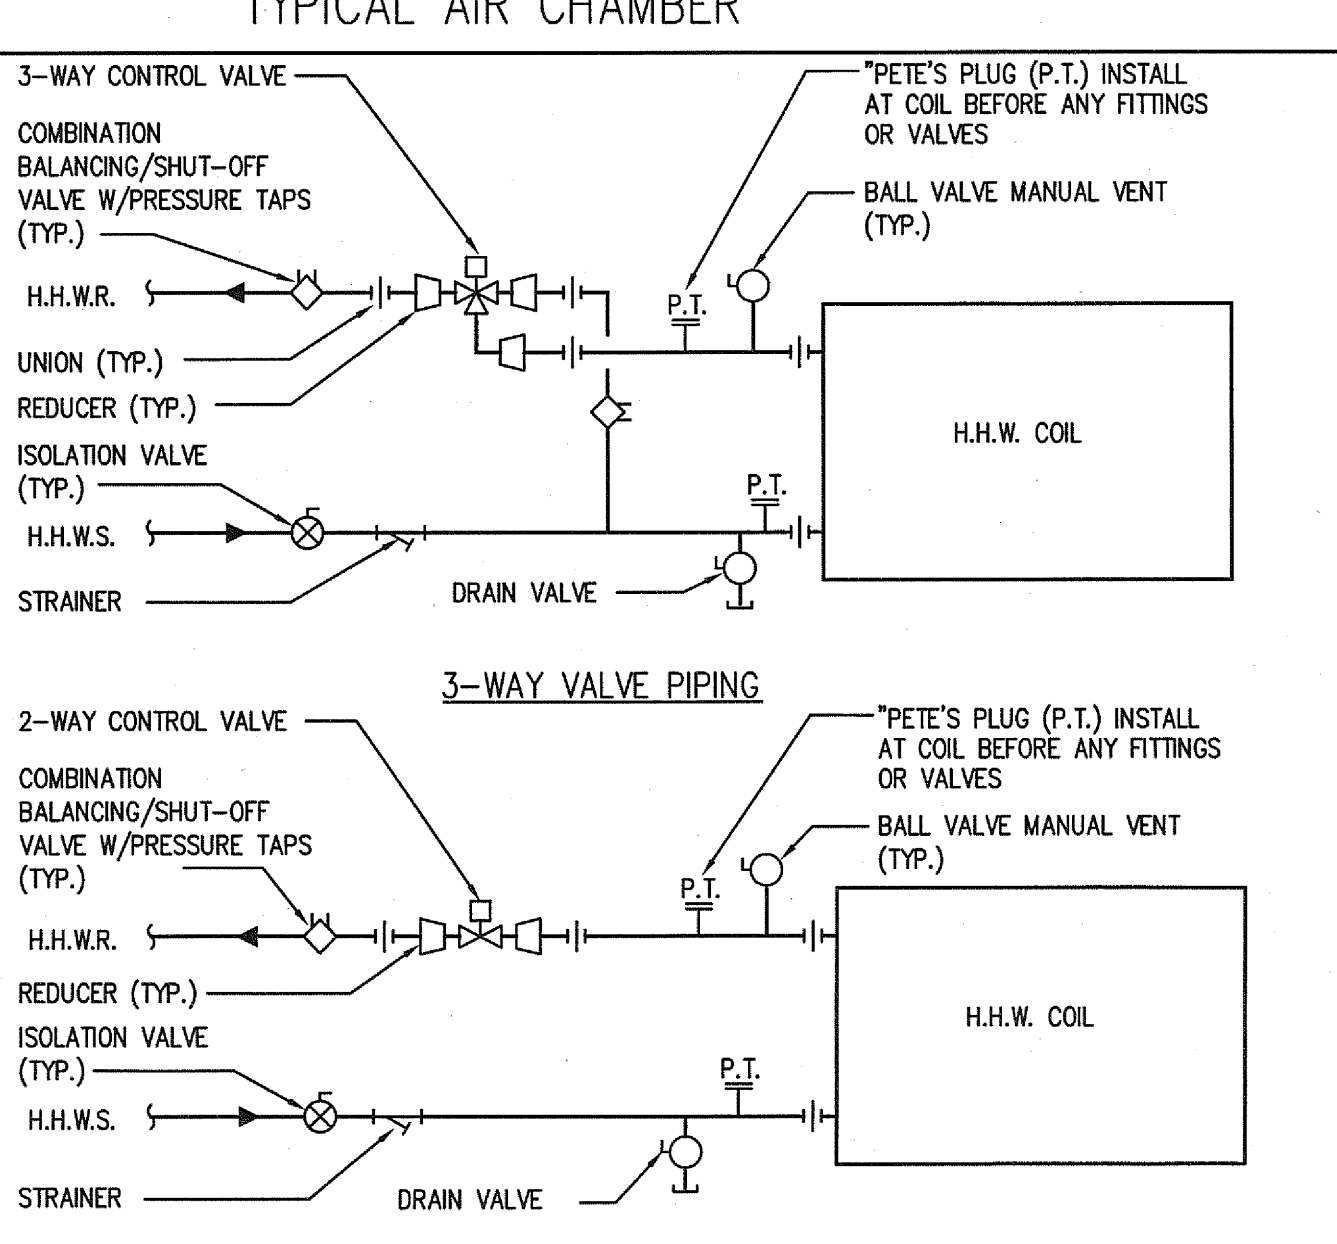 TYPICAL AIR CHAMBER
3-WAY CONTROL VALVE
"PETE'S PLUG (P.T.) INSTALL
AT COIL BEFORE ANY FITTINGS
OR VALVES
COMBINATION
BALANCING/SHUT-OFF
VALVE W/PRESSURE TAPS
(TYP.)
BALL VALVE MANUAL VENT
(TYP.)
H.H.W.R.
P.T.
UNION (TYP.)
REDUCER (TYP.)
H.H.W. COIL
ISOLATION VALVE
(TYP.)
P.T.
H.H.W.S.
STRAINER
DRAIN VALVE
3-WAY VALVE PIPING
2-WAY CONTROL VALVE
"PETE'S PLUG (P.T.) INSTALL
AT COIL BEFORE ANY FITTINGS
OR VALVES
COMBINATION
BALANCING/SHUT-OFF
VALVE W/PRESSURE TAPS
(TYP.)
BALL VALVE MANUAL VENT
(TYP.)
P.T.
H.H.W.R.
REDUCER (TYP.)
H.H.W. COIL
ISOLATION VALVE
(TYP.)
P.T.
H.H.W.S.
STRAINER
DRAIN VALVE